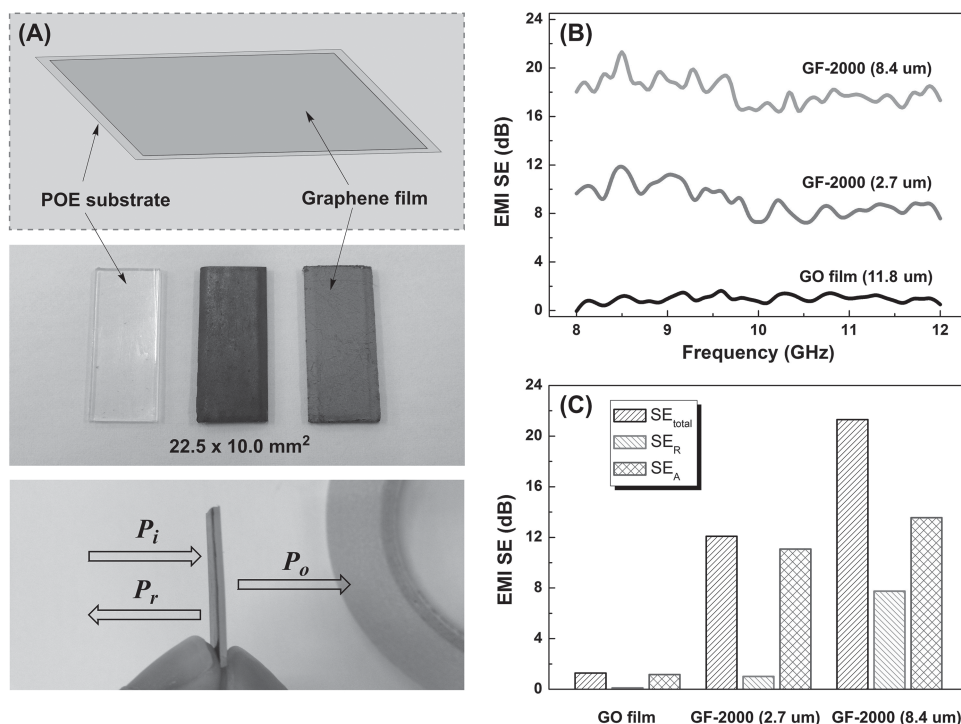 (A)
POE substrate
Graphene film
22.5 x 10.0 mm²
Pᵢ
Pᵣ
Pₒ
(B)
EMI SE (dB)
24
20
16
12
8
4
0
GF-2000 (8.4 um)
GF-2000 (2.7 um)
GO film (11.8 um)
8
9
10
11
12
Frequency (GHz)
(C)
EMI SE (dB)
24
20
16
12
8
4
0
SE_total
SE_R
SE_A
GO film
GF-2000 (2.7 um)
GF-2000 (8.4 um)